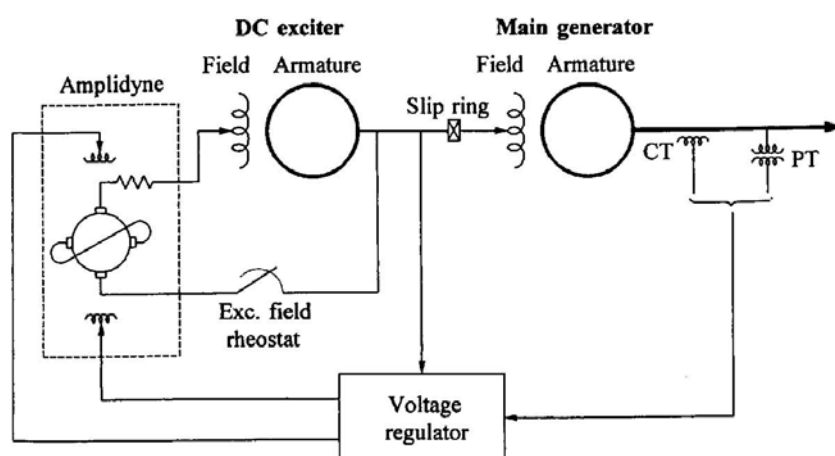 DC exciter
Main generator
Field
Armature
Field
Armature
Amplidyne
Slip ring
CT
PT
Exc. field
rheostat
Voltage
regulator